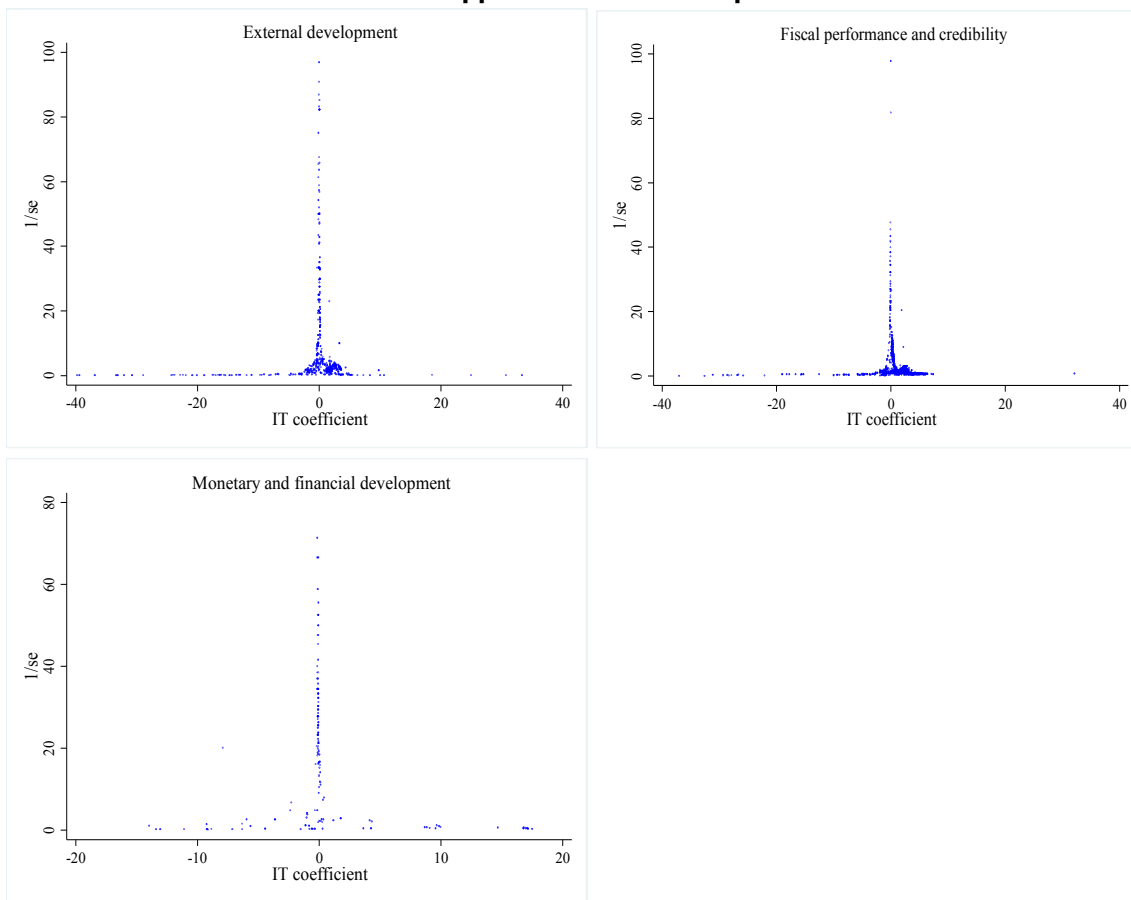 External development
100
80
60
40
20
0
1/se
-40 -20 0 20 40
IT coefficient
Fiscal performance and credibility
100
80
60
40
20
0
1/se
-40 -20 0 20 40
IT coefficient
Monetary and financial development
80
60
40
20
0
1/se
-20 -10 0 10 20
IT coefficient